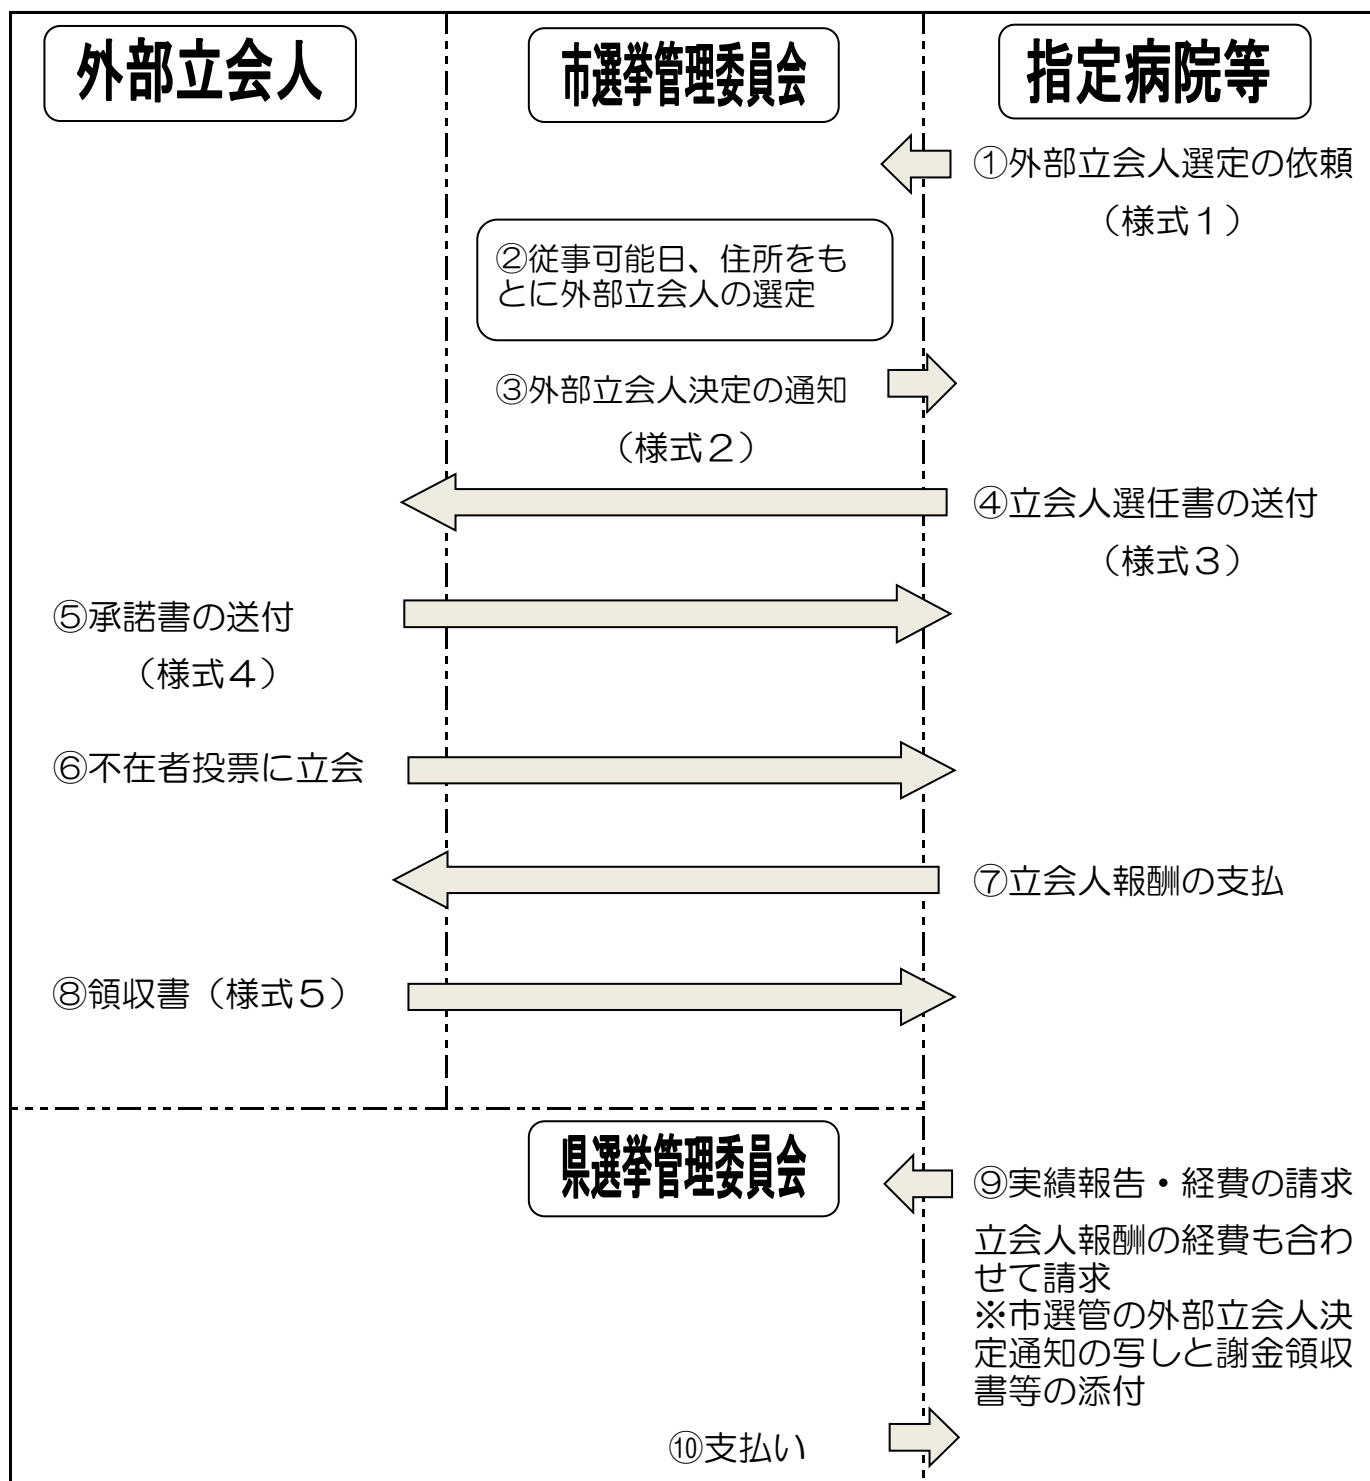 外部立会人
市選挙管理委員会
指定病院等
①外部立会人選定の依頼
（様式１）
②従事可能日、住所をも
とに外部立会人の選定
③外部立会人決定の通知
（様式２）
④立会人選任書の送付
（様式３）
⑤承諾書の送付
（様式４）
⑥不在者投票に立会
⑦立会人報酬の支払
⑧領収書（様式５）
県選挙管理委員会
⑨実績報告・経費の請求
立会人報酬の経費も合わ
せて請求
※市選管の外部立会人決
定通知の写しと謝金領収
書等の添付
⑩支払い